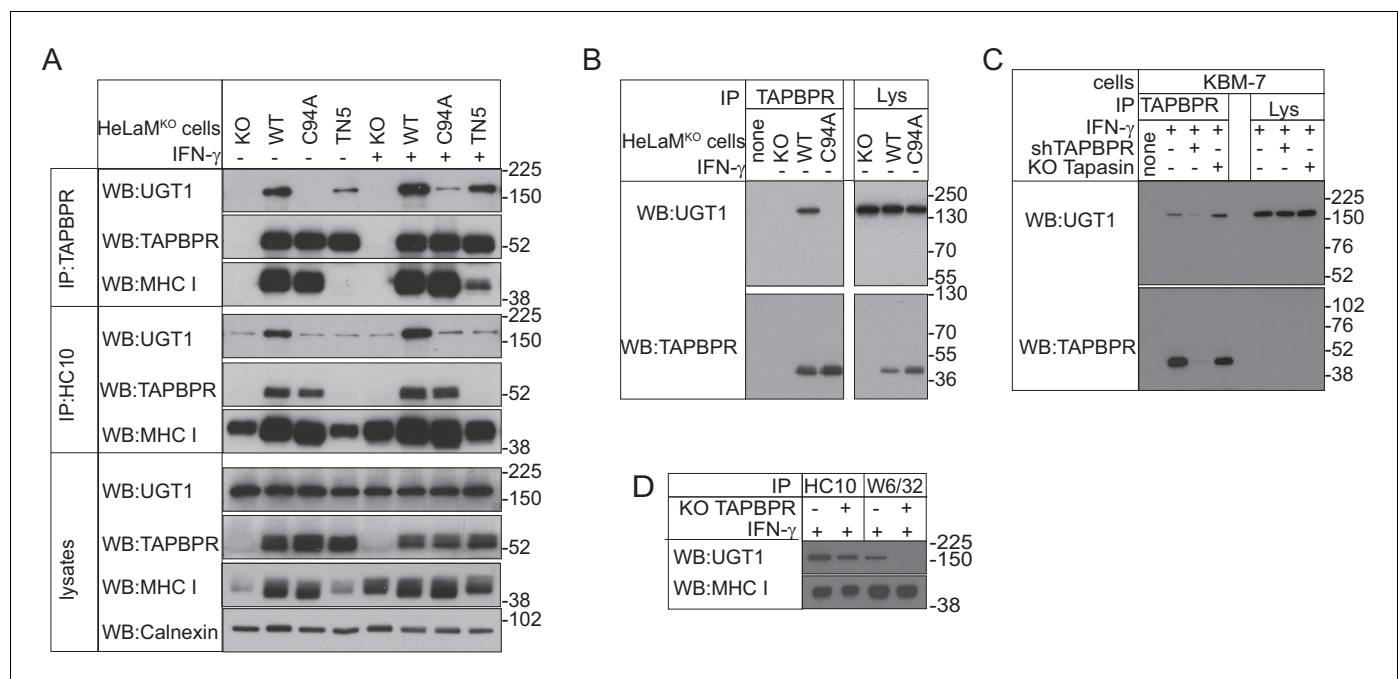 A
HeLaMKO cells
KO WT C94A TN5 KO WT C94A TN5
IFN-γ
- - - - + + + +
IP:TAPBPR
WB:UGT1
-225
-150
WB:TAPBPR
-52
WB:MHC I
-38
IP:HC10
WB:UGT1
-225
-150
WB:TAPBPR
-52
WB:MHC I
-38
lysates
WB:UGT1
-225
-150
WB:TAPBPR
-52
WB:MHC I
-38
WB:Calnexin
-102
B
IP TAPBPR Lys
HeLaMKO cells
none KO WT C94A KO WT C94A
IFN-γ
- - - - - -
WB:UGT1
-250
-130
-70
-55
WB:TAPBPR
-130
-70
-55
-36
C
cells KBM-7
IP TAPBPR Lys
IFN-γ + + + + + +
shTAPBPR - + - - + -
KO Tapasin - - + - - +
none
WB:UGT1
-225
-150
-76
-52
WB:TAPBPR
-102
-76
-52
-38
D
IP HC10 W6/32
KO TAPBPR - + - +
IFN-γ + + + +
WB:UGT1
-225
-150
WB:MHC I
-38